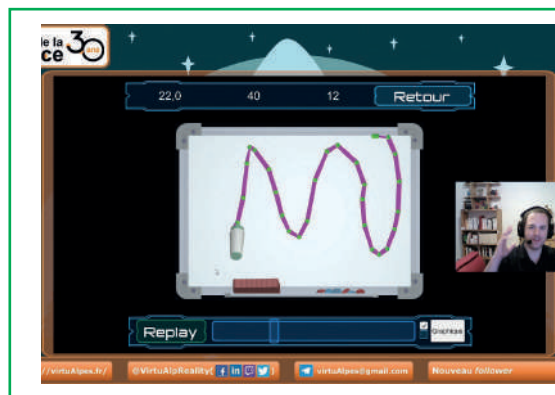 de la
ce 30 ans
22,0 40 12 Retour
Replay
Graphique
//virtualpes.fr/ @VirtuAlpReality( ) virtualpes@gmail.com Nouveau follower